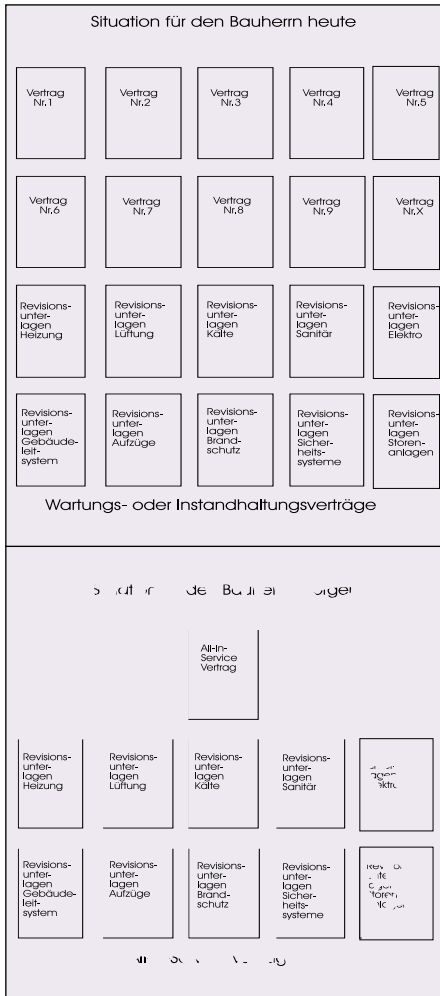 Situation für den Bauherrn heute
Vertrag
Nr.1
Vertrag
Nr.2
Vertrag
Nr.3
Vertrag
Nr.4
Vertrag
Nr.5
Vertrag
Nr.6
Vertrag
Nr.7
Vertrag
Nr.8
Vertrag
Nr.9
Vertrag
Nr.X
Revisions-
unter-
lagen
Heizung
Revisions-
unter-
lagen
Lüftung
Revisions-
unter-
lagen
Kälte
Revisions-
unter-
lagen
Sanitär
Revisions-
unter-
lagen
Elektro
Revisions-
unter-
lagen
Gebäude-
leit-
system
Revisions-
unter-
lagen
Aufzüge
Revisions-
unter-
lagen
Brand-
schutz
Revisions-
unter-
lagen
Sicher-
heits-
systeme
Revisions-
unter-
lagen
Storen-
anlagen
Wartungs- oder Instandhaltungsverträge
All-In-
Service
Vertrag
Revisions-
unter-
lagen
Heizung
Revisions-
unter-
lagen
Lüftung
Revisions-
unter-
lagen
Kälte
Revisions-
unter-
lagen
Sanitär
Revisions-
unter-
lagen
Gebäude-
leit-
system
Revisions-
unter-
lagen
Aufzüge
Revisions-
unter-
lagen
Brand-
schutz
Revisions-
unter-
lagen
Sicher-
heits-
systeme